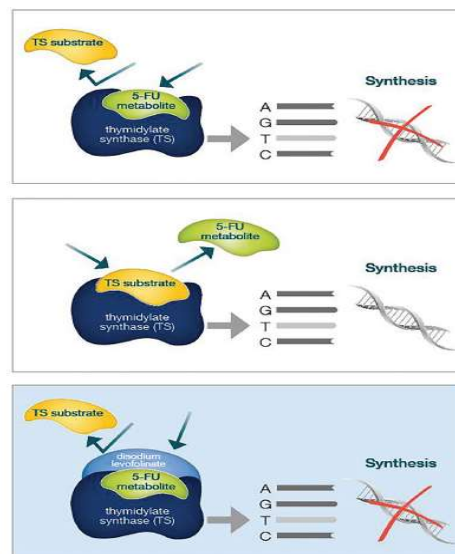 TS substrate
5-FU
metabolite
thymidylate
synthase (TS)
A
G
T
C
Synthesis
5-FU
metabolite
TS substrate
thymidylate
synthase (TS)
A
G
T
C
Synthesis
TS substrate
disodium
levofolinate
5-FU
metabolite
thymidylate
synthase (TS)
A
G
T
C
Synthesis